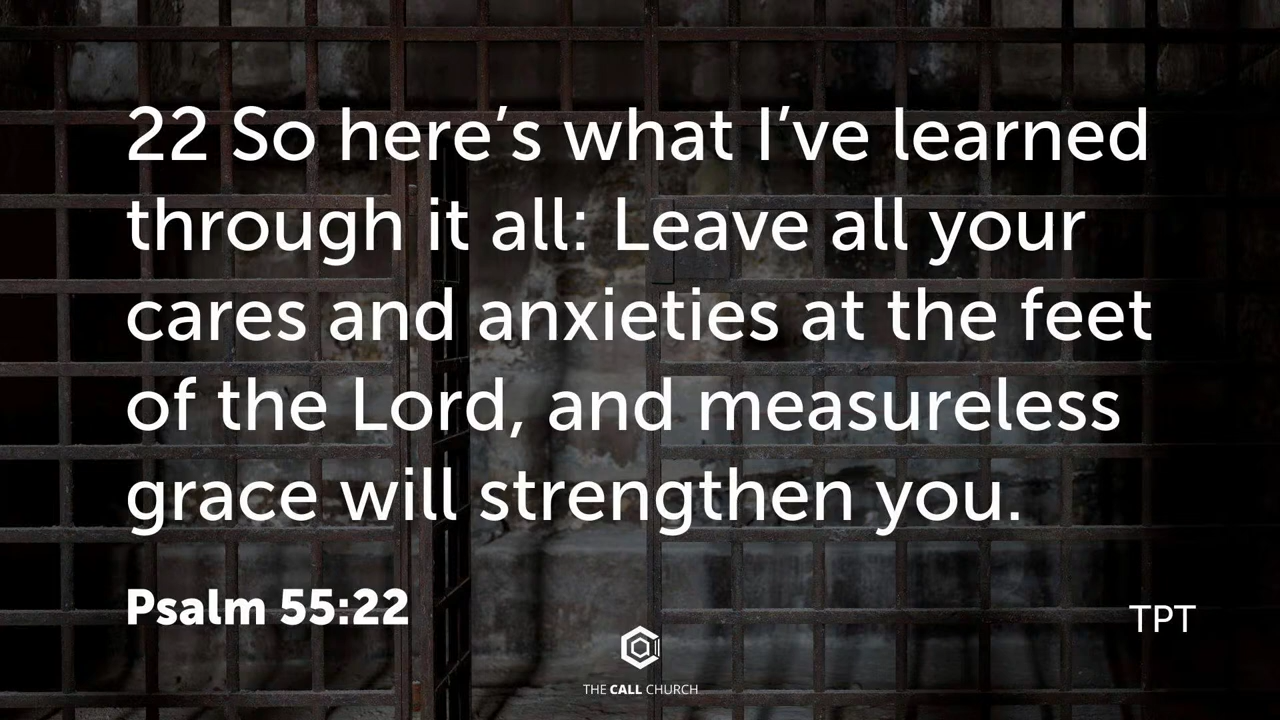 22 So here’s what I’ve learned
through it all: Leave all your
cares and anxieties at the feet
of the Lord, and measureless
grace will strengthen you.
Psalm 55:22
TPT
THE CALL CHURCH